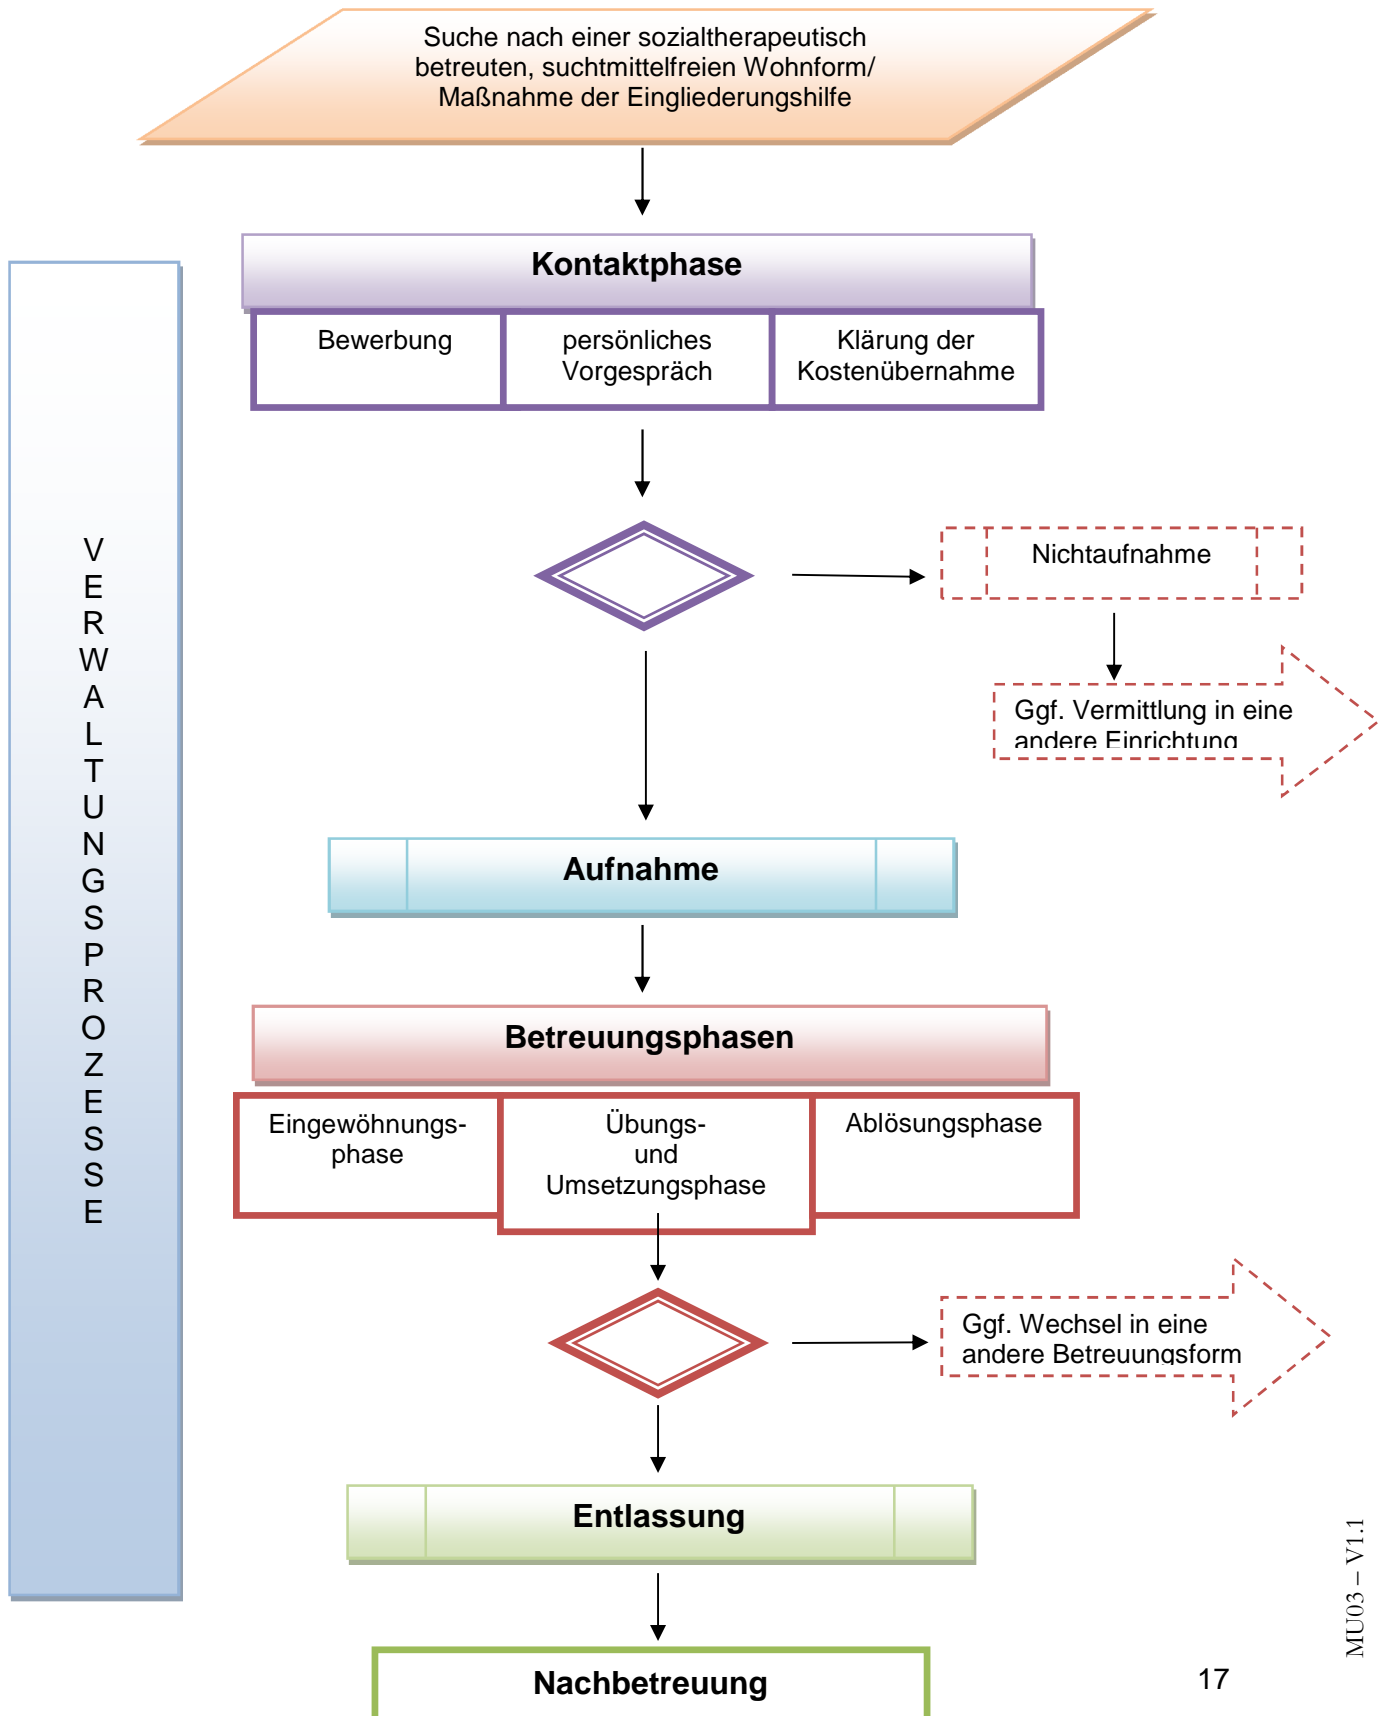 Suche nach einer sozialtherapeutisch
betreuten, suchtmittelfreien Wohnform/
Maßnahme der Eingliederungshilfe
Kontaktphase
Bewerbung
persönliches
Vorgespräch
Klärung der
Kostenübernahme
V
E
R
W
A
L
T
U
N
G
S
P
R
O
Z
E
S
S
E
Nichtaufnahme
Ggf. Vermittlung in eine
andere Einrichtung
Aufnahme
Betreuungsphasen
Eingewöhnungs-
phase
Übungs-
und
Umsetzungsphase
Ablösungsphase
Ggf. Wechsel in eine
andere Betreuungsform
Entlassung
Nachbetreuung
17
MU03 – V1.1